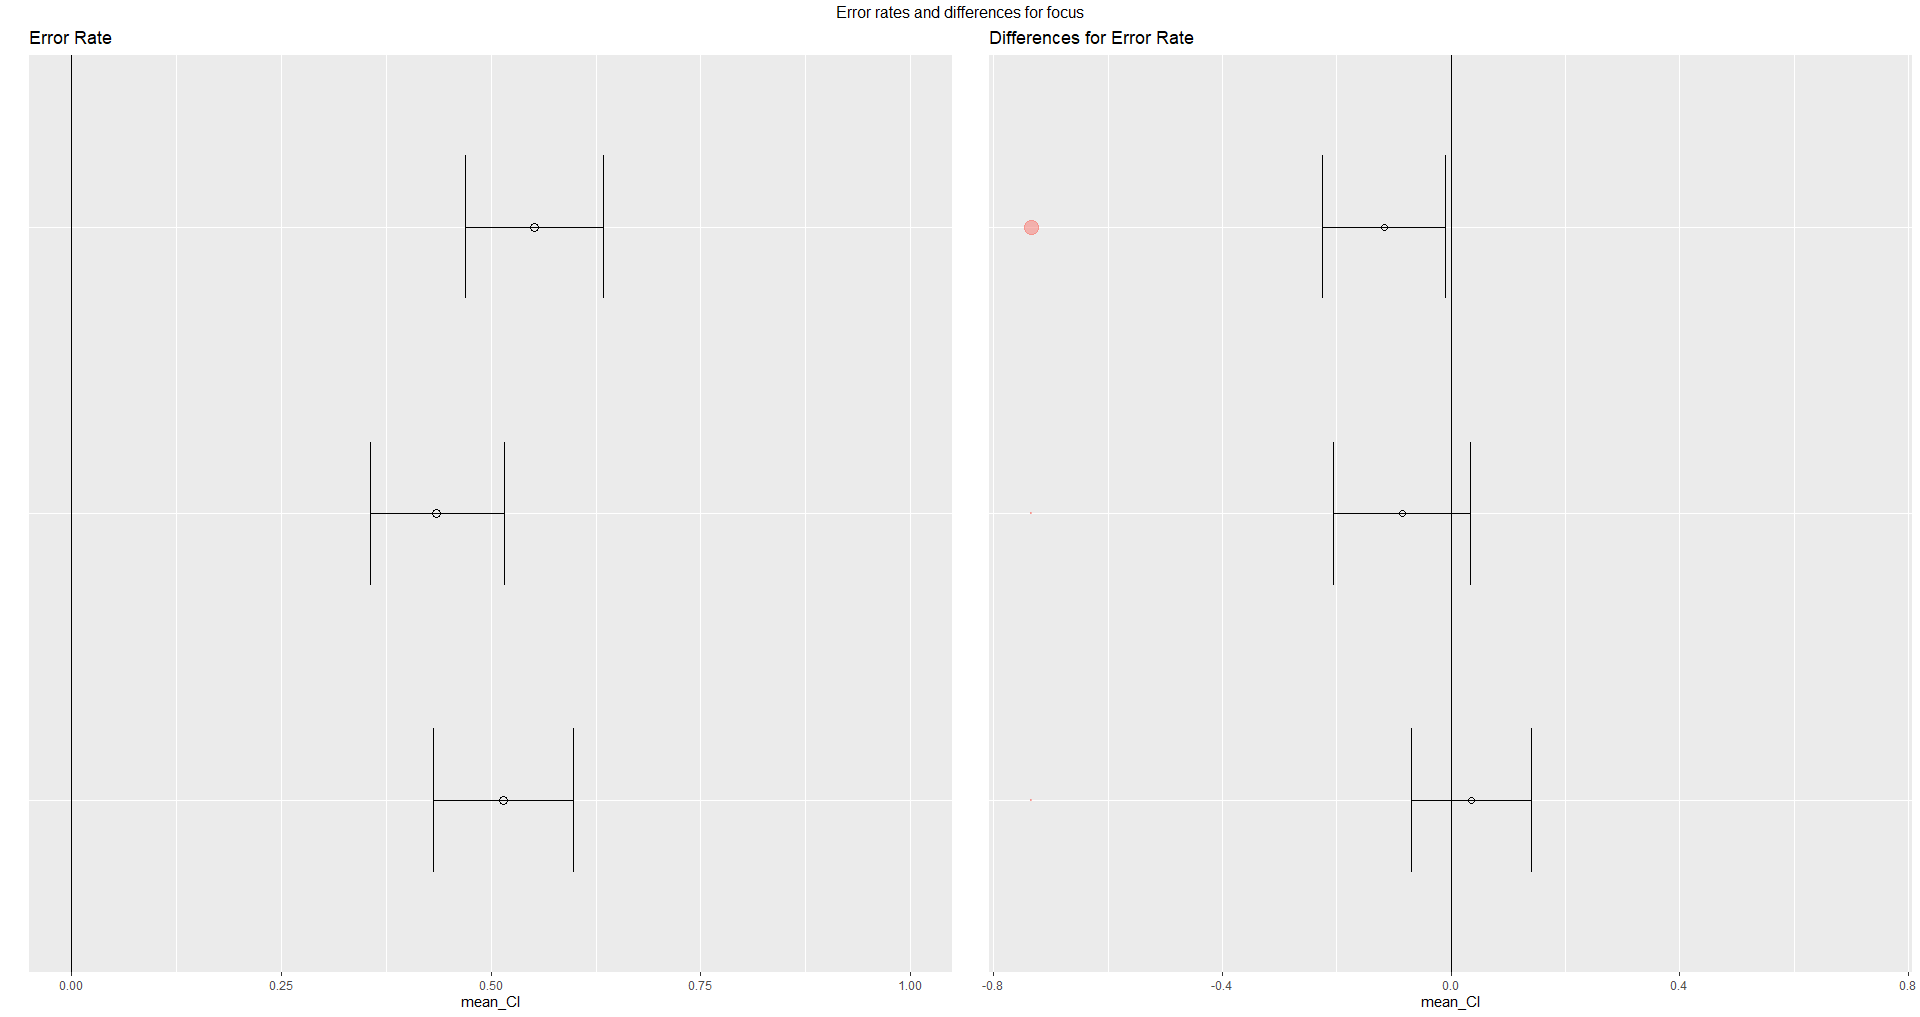 Error rates and differences for focus
Error Rate
0.00 0.25 0.50 0.75 1.00
mean_CI
Differences for Error Rate
-0.8 -0.4 0.0 0.4 0.8
mean_CI